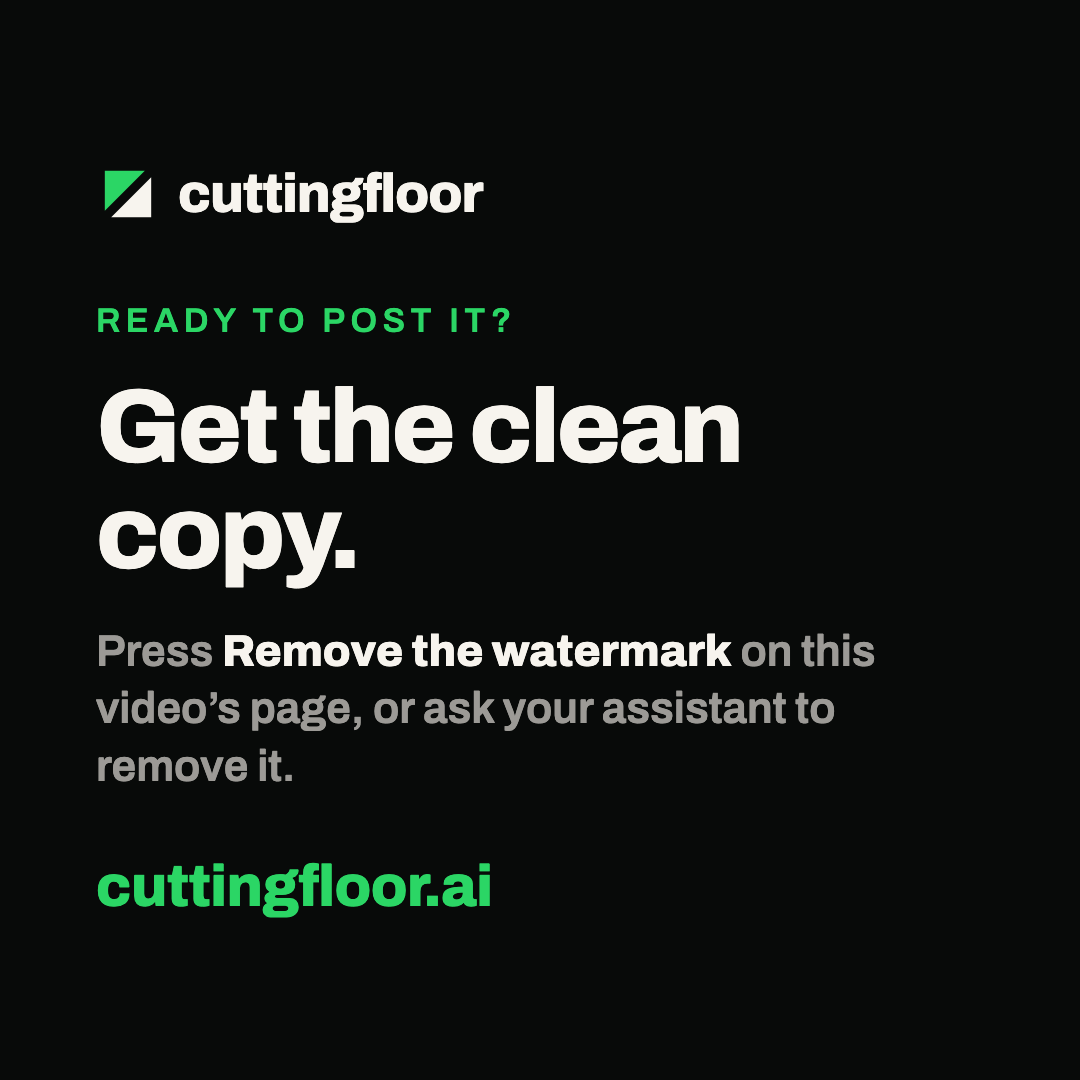 cuttingfloor
READY TO POST IT?
Get the clean
copy.
Press Remove the watermark on this
video’s page, or ask your assistant to
remove it.
cuttingfloor.ai